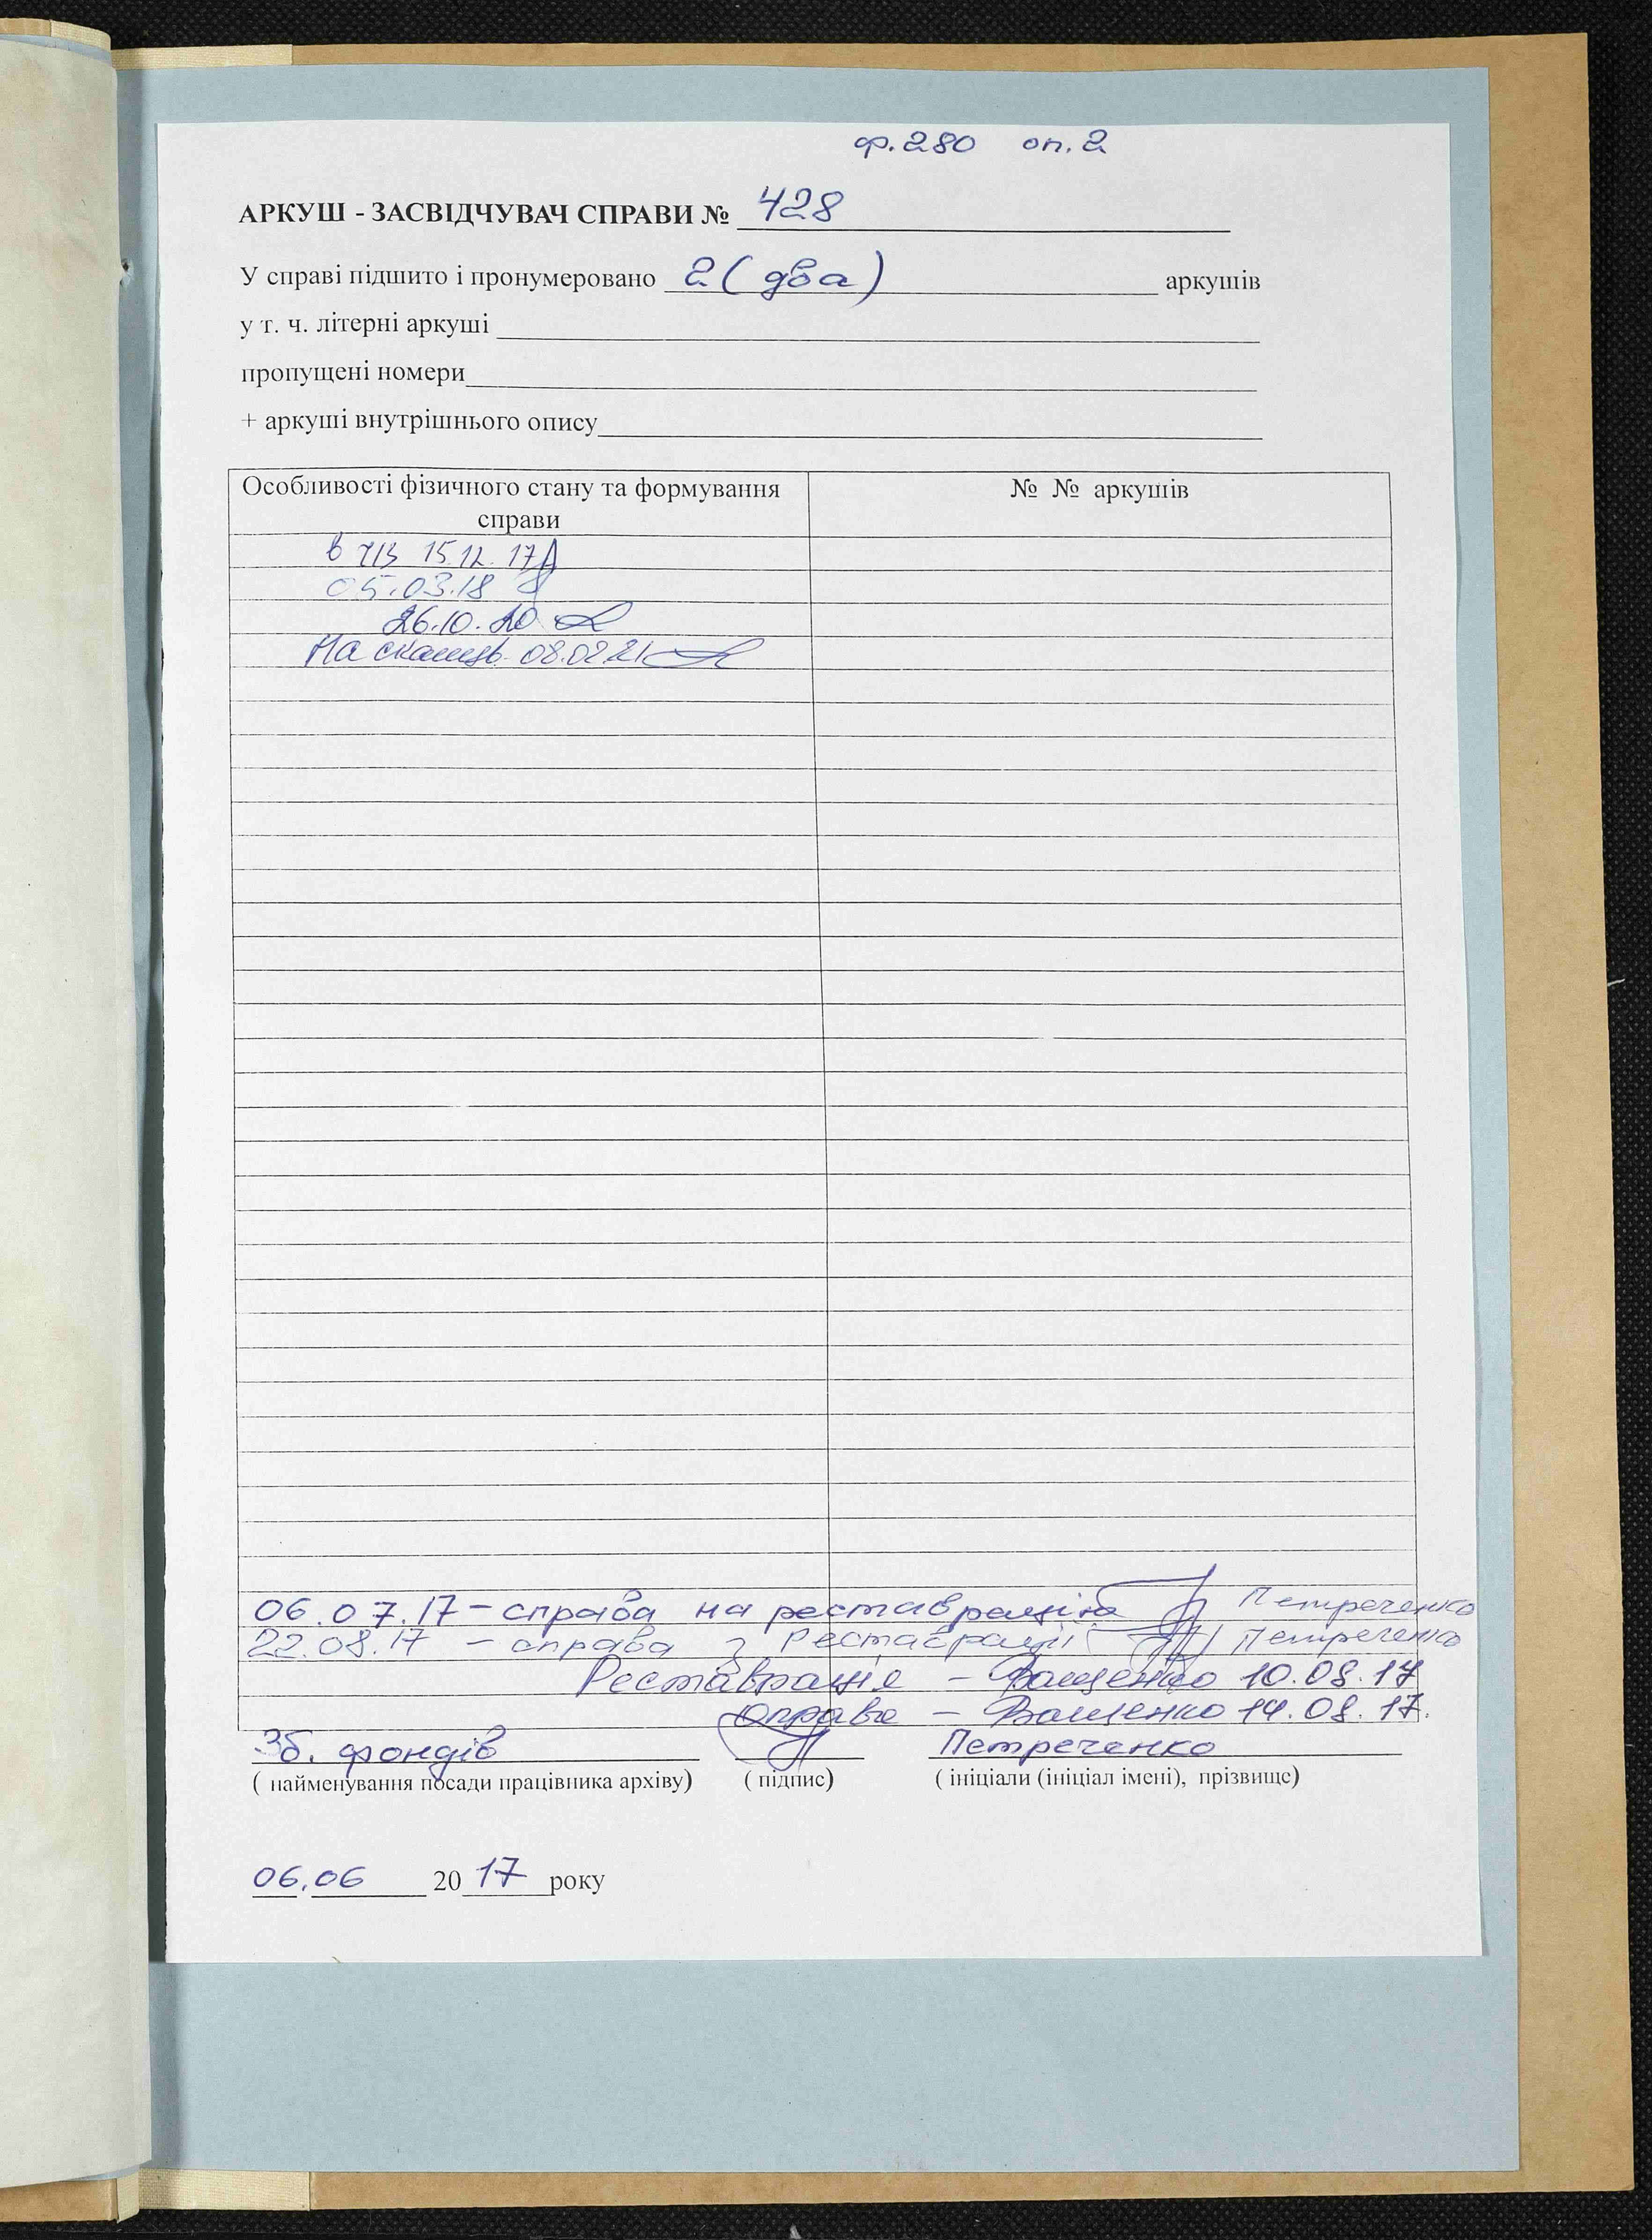 ф.280 оп.2
АРКУШ - ЗАСВІДЧУВАЧ СПРАВИ № 428
У справі підшито і пронумеровано 2 (два) аркушів
у т. ч. літерні аркуші
пропущені номери
+ аркуші внутрішнього опису
Особливості фізичного стану та формування
справи
№ № аркушів
в ЧЗ 15.12.17
05.03.18
26.10.20
На 08.02.21
06.07.17 - справа на реставрацію Петреченко
22.08.17 - справа з Реставрації Петреченко
Реставрація - Ващенко 10.08.17
Оправа - Ващенко 14.08.17.
Зб. фондів Петреченко
( найменування посади працівника архіву) ( підпис) ( ініціали (ініціал імені), прізвище)
06.06 2017 року